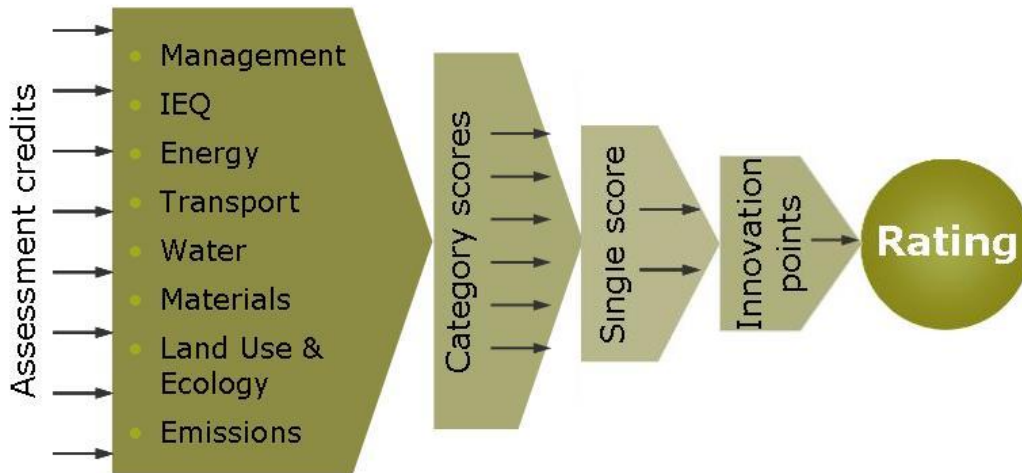 Assessment credits
Management
IEQ
Energy
Transport
Water
Materials
Land Use &
Ecology
Emissions
Category scores
Single score
Innovation
points
Rating